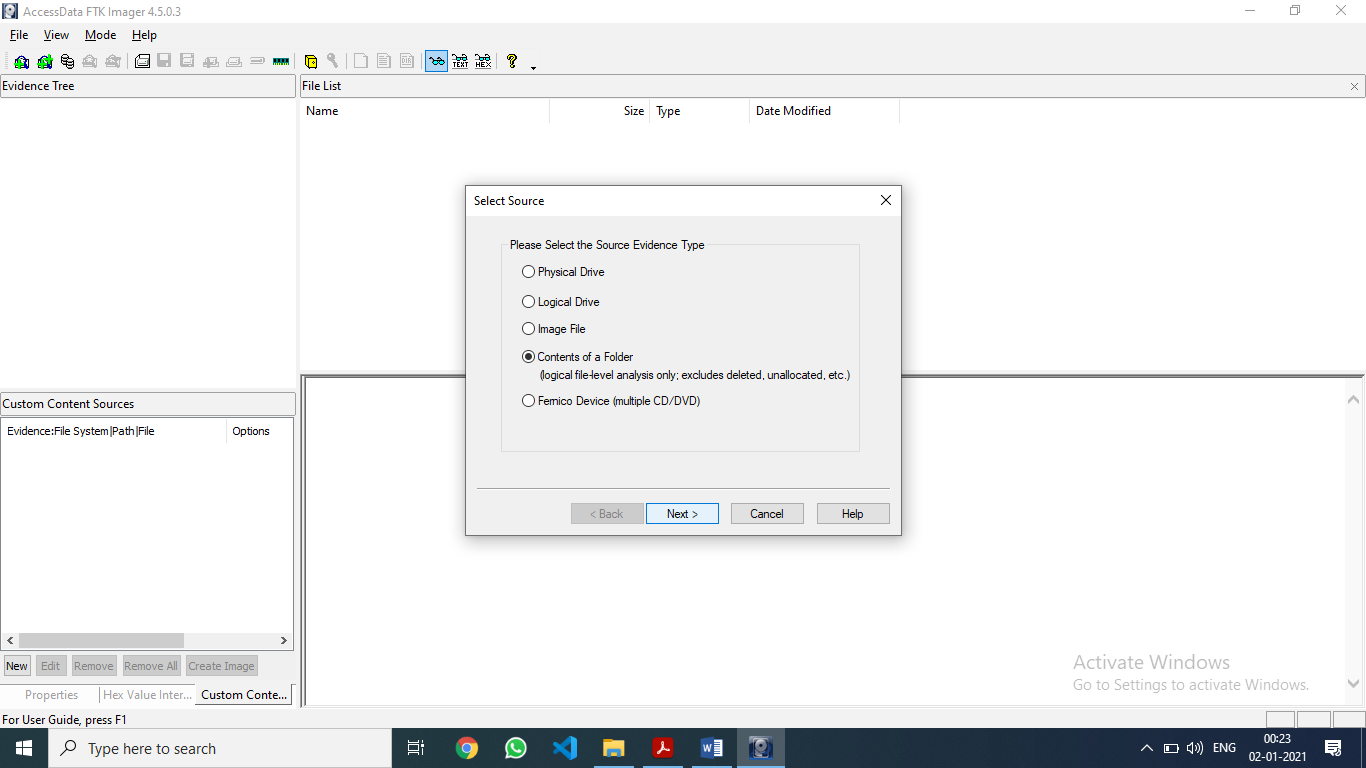 AccessData FTK Imager 4.5.0.3
File View Mode Help
TEXT HEX ?
Evidence Tree
File List
Name Size Type Date Modified
Select Source
Please Select the Source Evidence Type
Physical Drive
Logical Drive
Image File
Contents of a Folder
(logical file-level analysis only; excludes deleted, unallocated, etc.)
Fernico Device (multiple CD/DVD)
< Back Next > Cancel Help
Custom Content Sources
Evidence:File System|Path|File Options
New Edit Remove Remove All Create Image
Properties Hex Value Inter... Custom Conte...
Activate Windows
Go to Settings to activate Windows.
For User Guide, press F1
Type here to search
ENG
00:23
02-01-2021